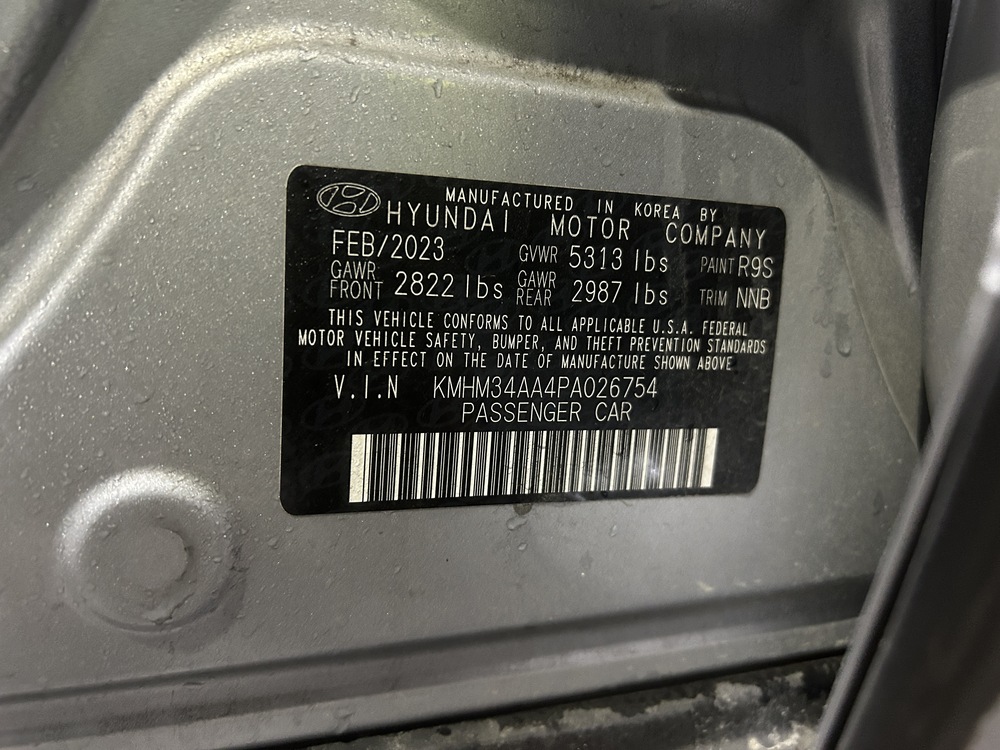 MANUFACTURED IN KOREA BY
HYUNDAI MOTOR COMPANY
FEB/2023 GVWR 5313 lbs PAINT R9S
GAWR FRONT 2822 lbs GAWR REAR 2987 lbs TRIM NNB
THIS VEHICLE CONFORMS TO ALL APPLICABLE U.S.A. FEDERAL
MOTOR VEHICLE SAFETY, BUMPER, AND THEFT PREVENTION STANDARDS
IN EFFECT ON THE DATE OF MANUFACTURE SHOWN ABOVE
V.I.N KMHM34AA4PA026754
PASSENGER CAR